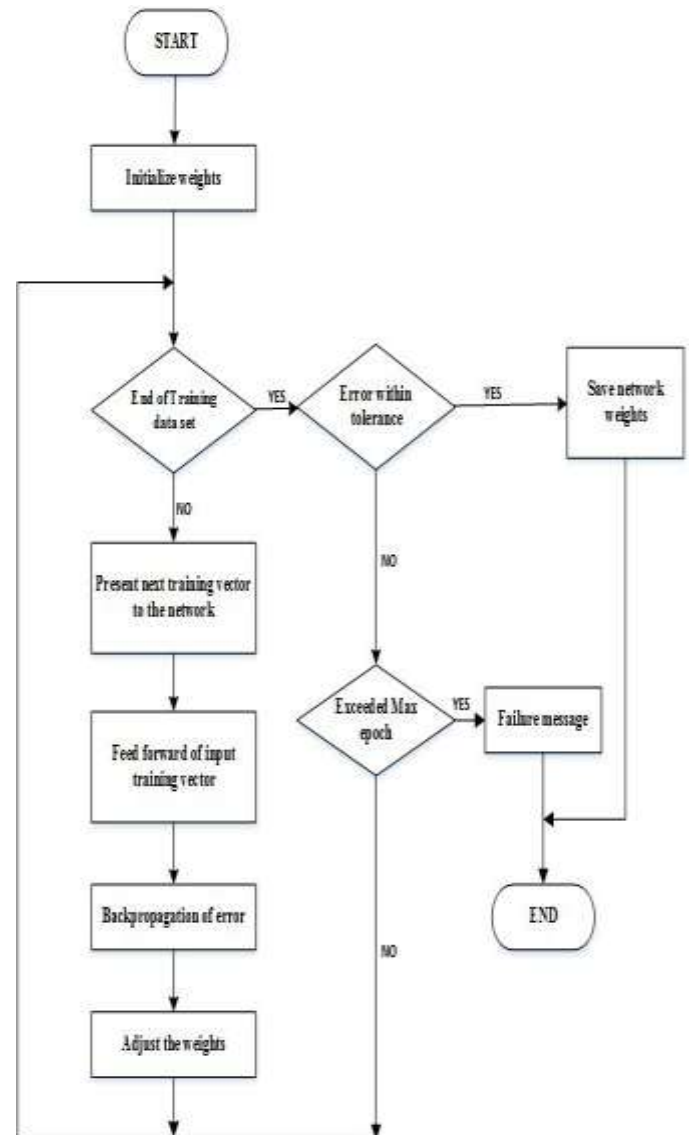 START
Initialize weights
End of Training
data set
YES
Error within
tolerance
YES
Save network
weights
NO
Present next training vector
to the network
NO
Exceeded Max
epoch
YES
Failure message
Feed forward of input
training vector
Backpropagation of error
END
NO
Adjust the weights